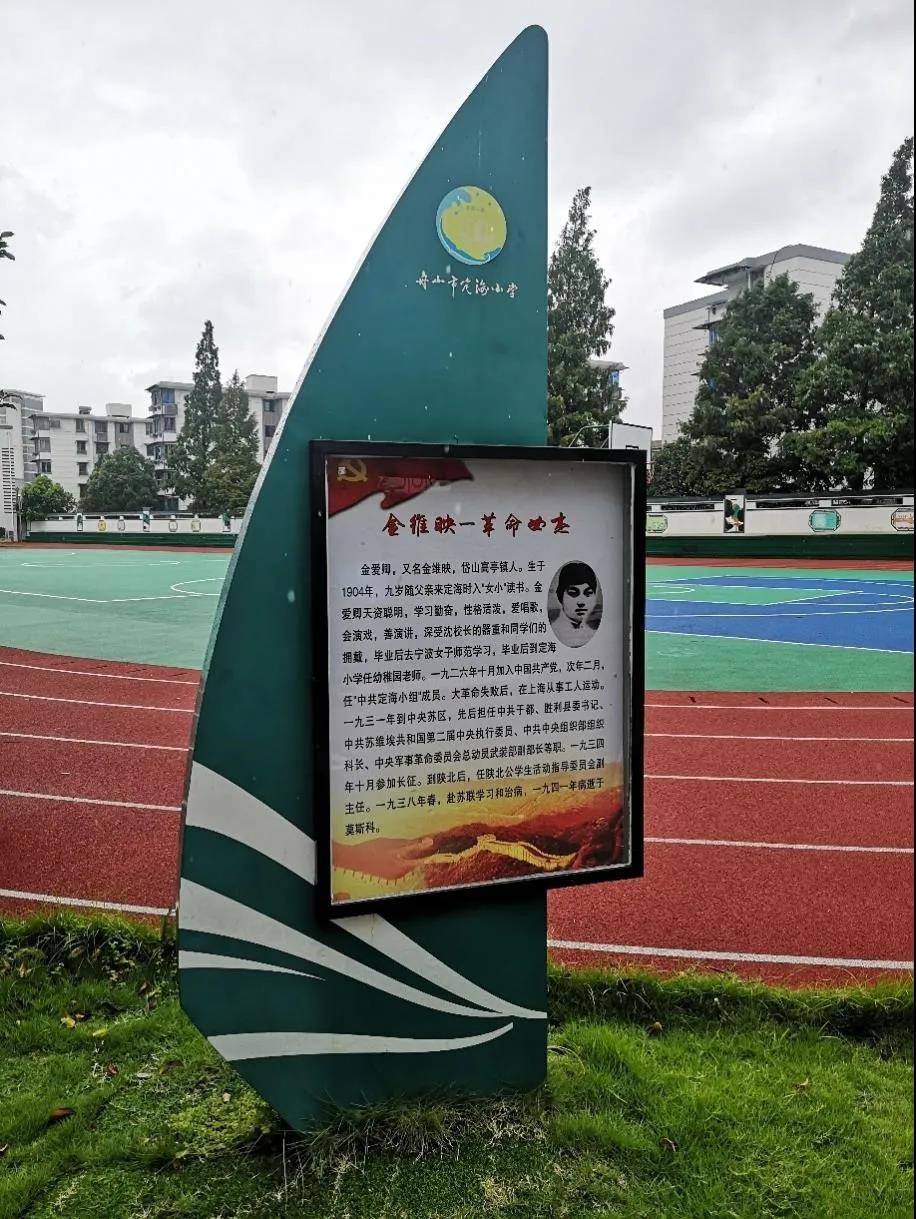 舟山市定海小学
金维映—革命女杰
金爱卿，又名金维映，岱山高亭镇人。生于
1904年，九岁随父亲来定海时入“女小”读书。金
爱卿天资聪明，学习勤奋，性格活泼，爱唱歌，
会演戏，善演讲，深受沈校长的器重和同学们的
拥戴，毕业后去宁波女子师范学习，毕业后到定海
小学任幼稚园老师。一九二六年十月加入中国共产党，次年二月，
任“中共定海小组”成员。大革命失败后，在上海从事工人运动。
一九三一年到中央苏区，先后担任中共于都、胜利县委书记、
中共苏维埃共和国第二届中央执行委员、中共中央组织部组织
科长、中央军事革命委员会总动员武装部副部长等职。一九三四
年十月参加长征。到陕北后，任陕北公学生活动指导委员会副
主任。一九三八年春，赴苏联学习和治病，一九四一年病逝于
莫斯科。